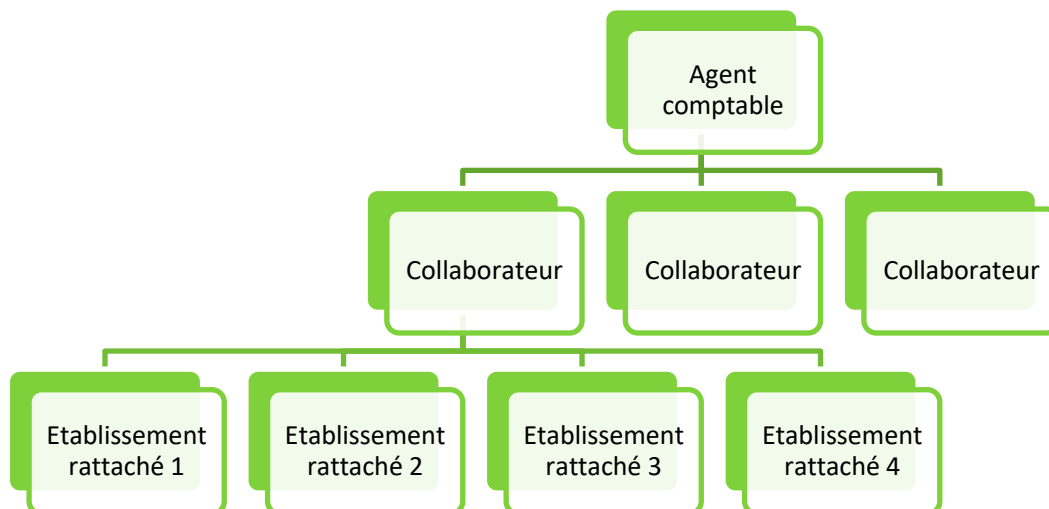 Agent
comptable
Collaborateur
Collaborateur
Collaborateur
Etablissement
rattaché 1
Etablissement
rattaché 2
Etablissement
rattaché 3
Etablissement
rattaché 4